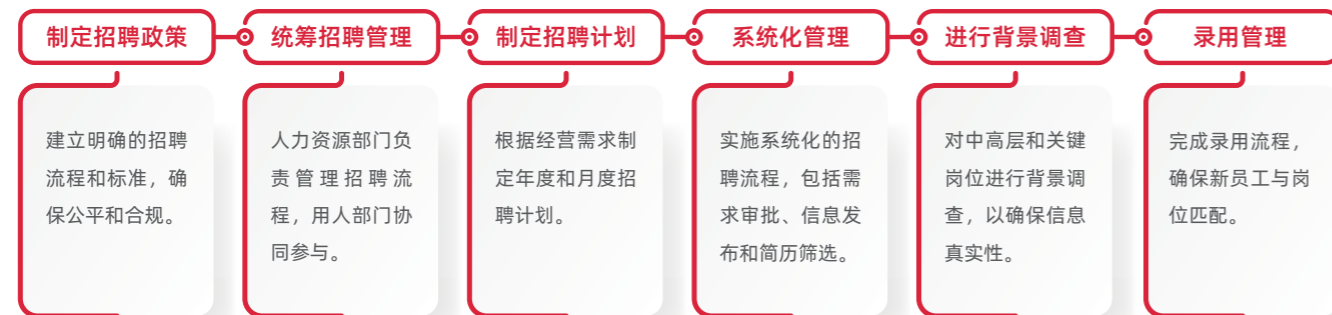 制定招聘政策
统筹招聘管理
制定招聘计划
系统化管理
进行背景调查
录用管理
建立明确的招聘
流程和标准，确
保公平和合规。
人力资源部门负
责管理招聘流
程，用人部门协
同参与。
根据经营需求制
定年度和月度招
聘计划。
实施系统化的招
聘流程，包括需
求审批、信息发
布和简历筛选。
对中高层和关键
岗位进行背景调
查，以确保信息
真实性。
完成录用流程，
确保新员工与岗
位匹配。